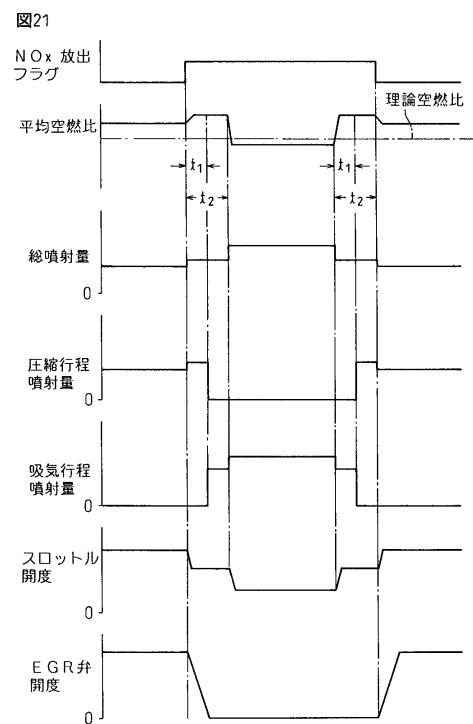 図21
NOx 放出
フラグ
理論空燃比
平均空燃比
t1
t1
t2
t2
総噴射量
0
圧縮行程
噴射量
0
吸気行程
噴射量
0
スロットル
開度
0
EGR弁
開度
0